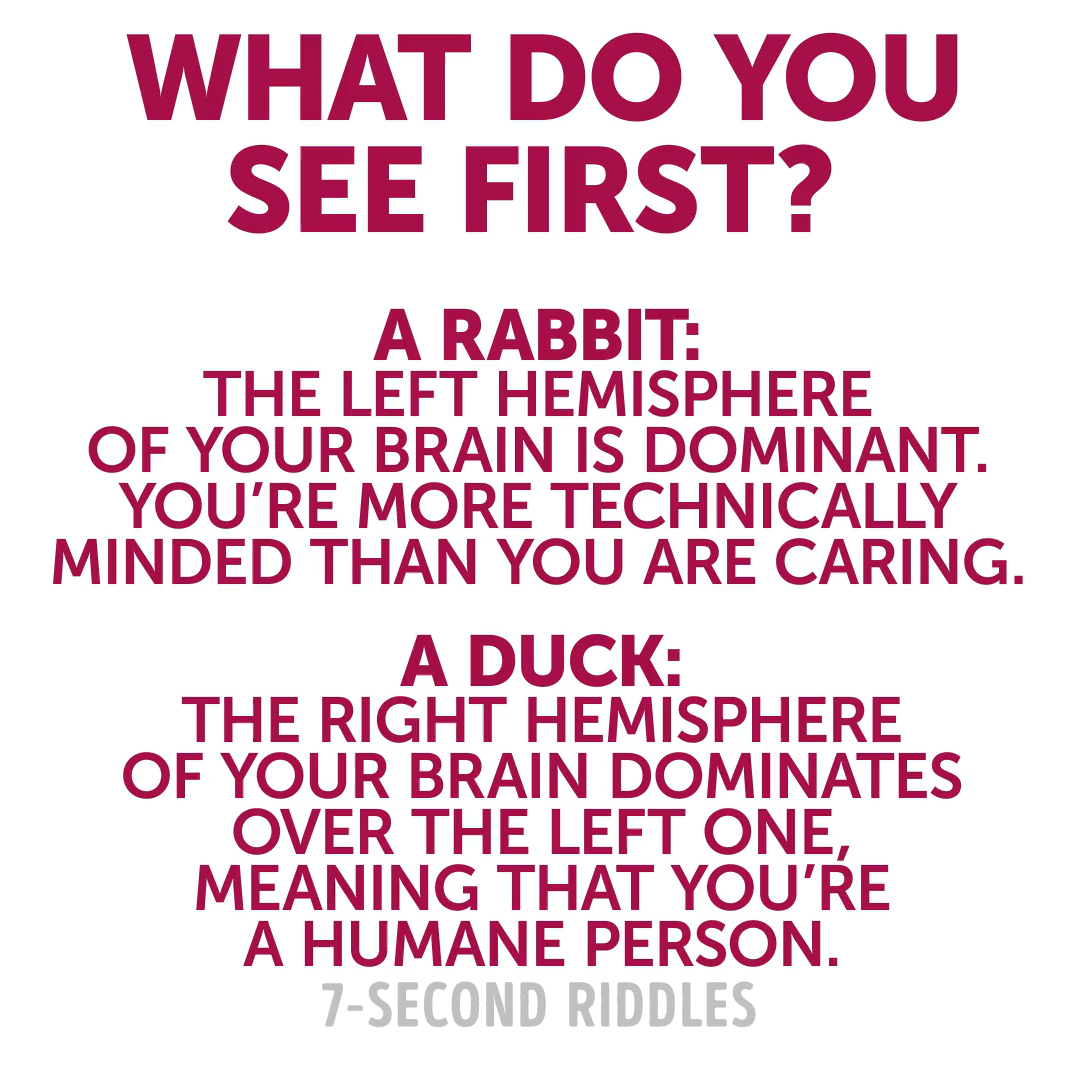 WHAT DO YOU
SEE FIRST?
A RABBIT:
THE LEFT HEMISPHERE
OF YOUR BRAIN IS DOMINANT.
YOU’RE MORE TECHNICALLY
MINDED THAN YOU ARE CARING.
A DUCK:
THE RIGHT HEMISPHERE
OF YOUR BRAIN DOMINATES
OVER THE LEFT ONE,
MEANING THAT YOU’RE
A HUMANE PERSON.
7-SECOND RIDDLES